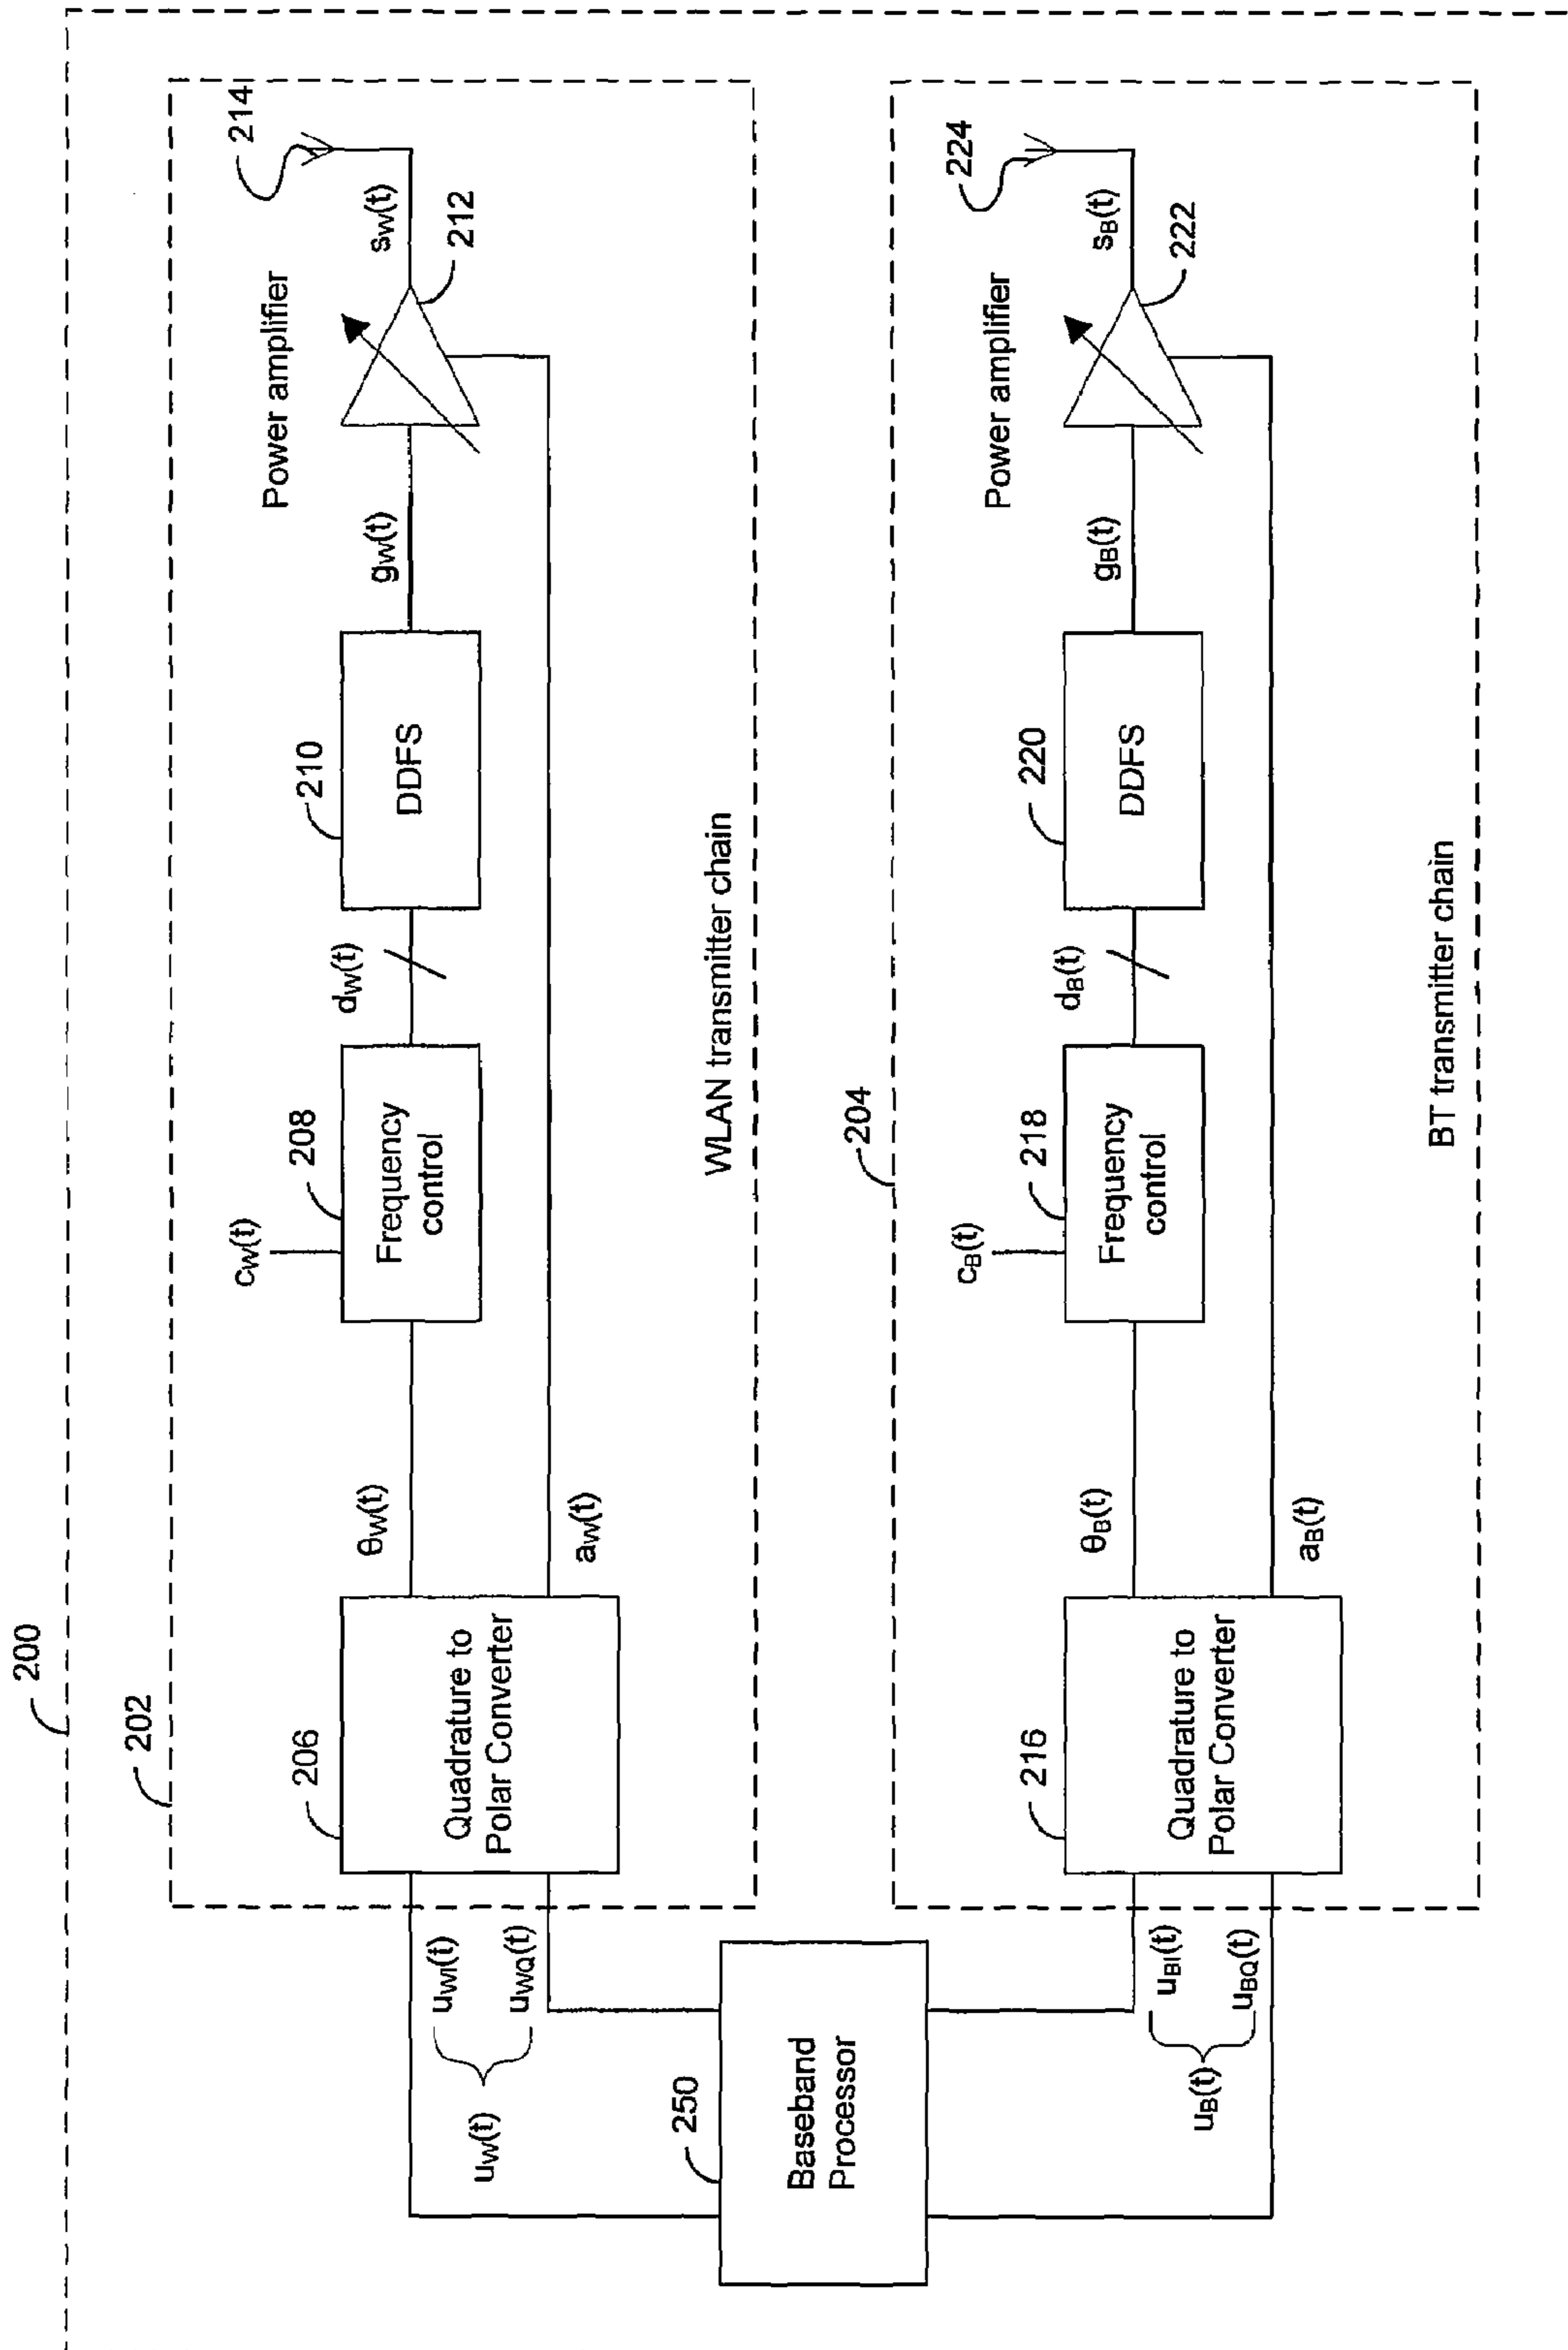 200
202
214
Power amplifier
sW(t)
212
gW(t)
210
DDFS
dW(t)
208
cW(t)
Frequency
control
θW(t)
aW(t)
206
Quadrature to
Polar Converter
WLAN transmitter chain
uWI(t)
uWQ(t)
uW(t)
250
Baseband
Processor
204
224
Power amplifier
sB(t)
222
gB(t)
220
DDFS
dB(t)
218
cB(t)
Frequency
control
θB(t)
aB(t)
216
Quadrature to
Polar Converter
BT transmitter chain
uBI(t)
uBQ(t)
uB(t)